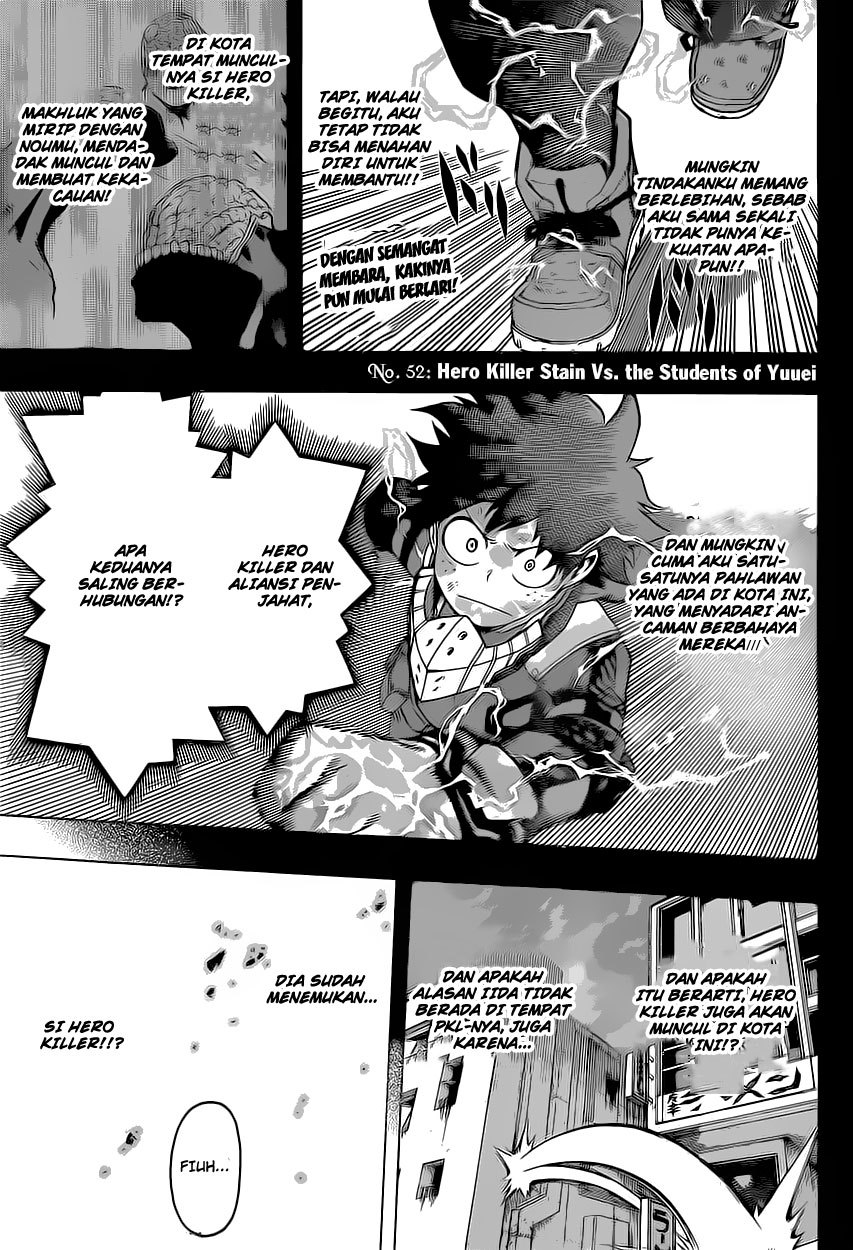 MUNGKIN
TINDAKANKU MEMANG
BERLEBIHAN, SEBAB
AKU SAMA SEKALI
TIDAK PUNYA KE-
KUATAN APA-
PUN!!
TAPI, WALAU
BEGITU, AKU
TETAP TIDAK
BISA MENAHAN
DIRI UNTUK
MEMBANTU!!
DENGAN SEMANGAT
MEMBARA, KAKINYA
PUN MULAI BERLARI!
DI KOTA
TEMPAT MUNCUL-
NYA SI HERO
KILLER,
MAKHLUK YANG
MIRIP DENGAN
NOUMU, MENDA-
DAK MUNCUL DAN
MEMBUAT KEKA-
CAUAN!
No. 52: Hero Killer Stain Vs. the Students of Yuuei
DAN MUNGKIN
CUMA AKU SATU-
SATUNYA PAHLAWAN
YANG ADA DI KOTA INI,
YANG MENYADARI AN-
CAMAN BERBAHAYA
MEREKA!!!
HERO
KILLER DAN
ALIANSI PEN-
JAHAT,
APA
KEDUANYA
SALING BER-
HUBUNGAN!?
DAN APAKAH
ITU BERARTI, HERO
KILLER JUGA AKAN
MUNCUL DI KOTA
INI!?
DAN APAKAH
ALASAN IIDA TIDAK
BERADA DI TEMPAT
PKL-NYA, JUGA
KARENA...
DIA SUDAH
MENEMUKAN...
SI HERO
KILLER!!!?
FIUH...